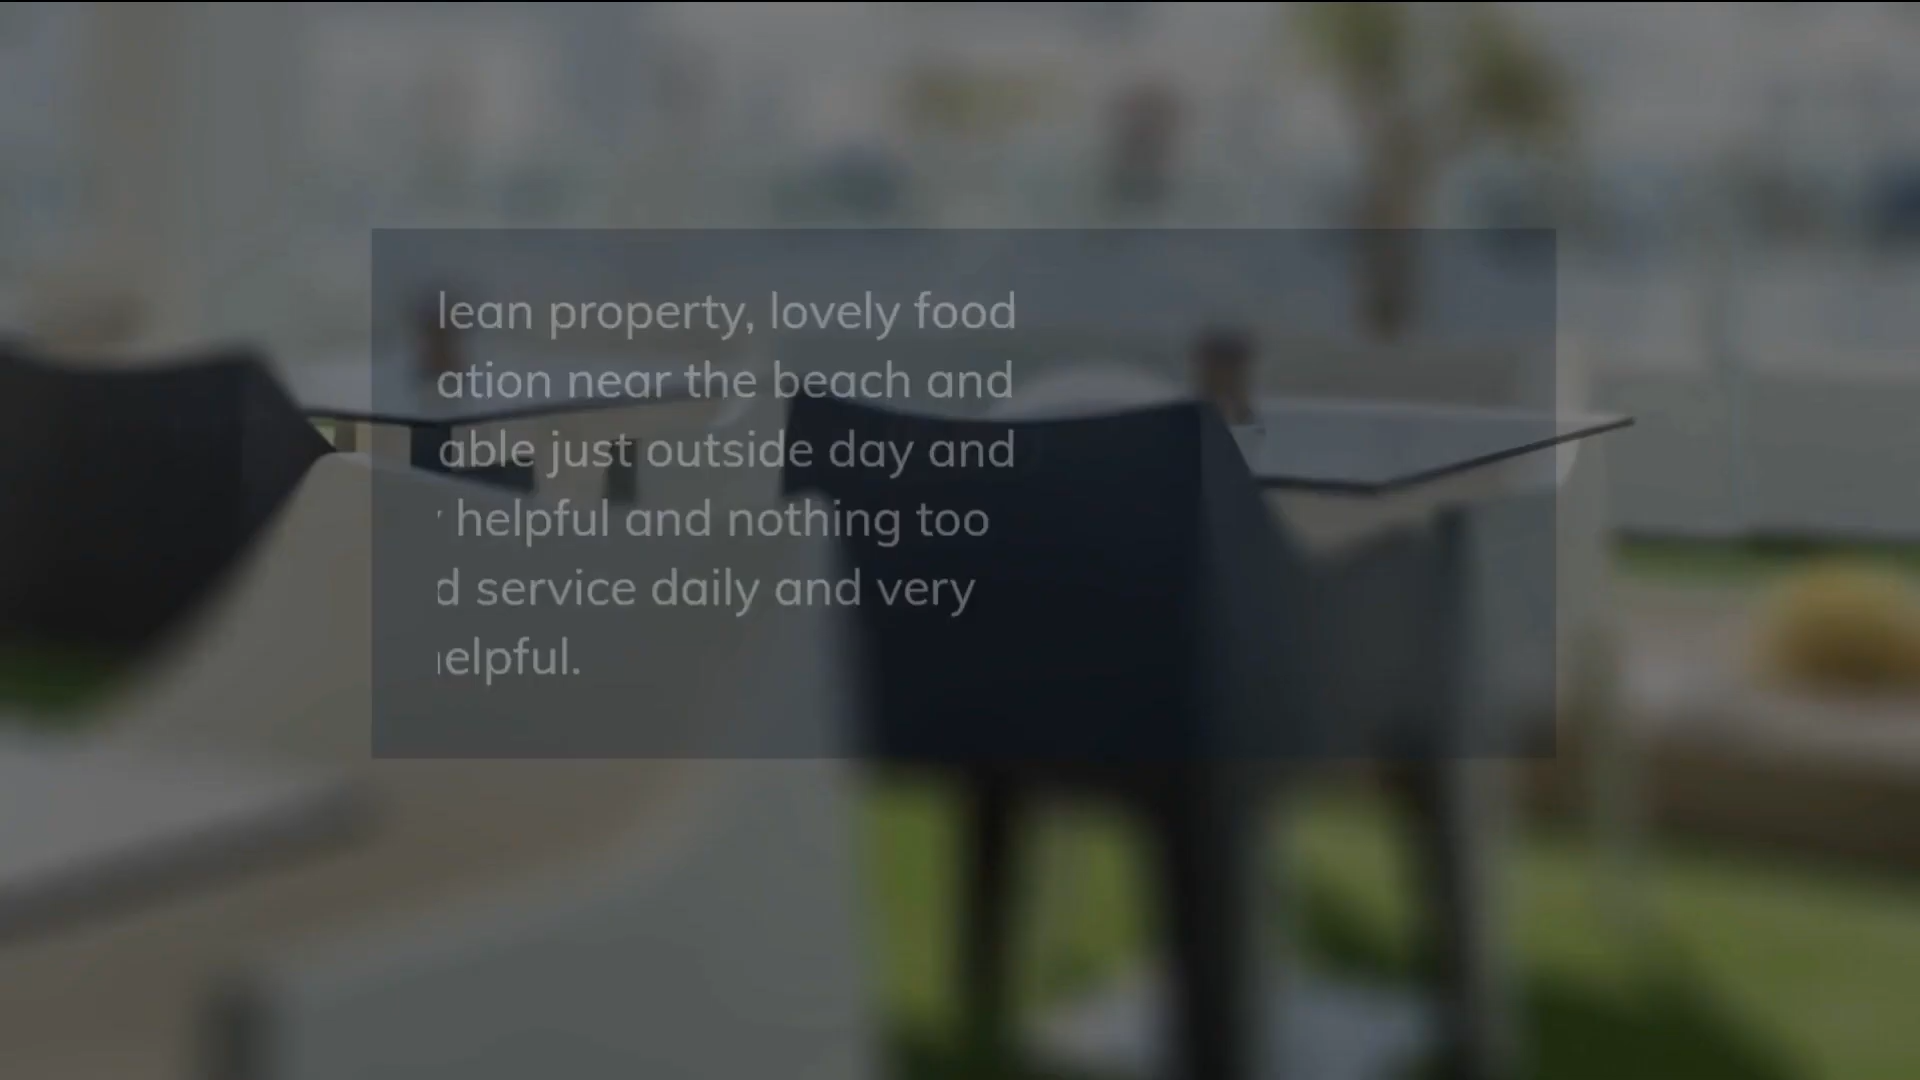 lean property, lovely food
ation near the beach and
able just outside day and
helpful and nothing too
d service daily and very
elpful.